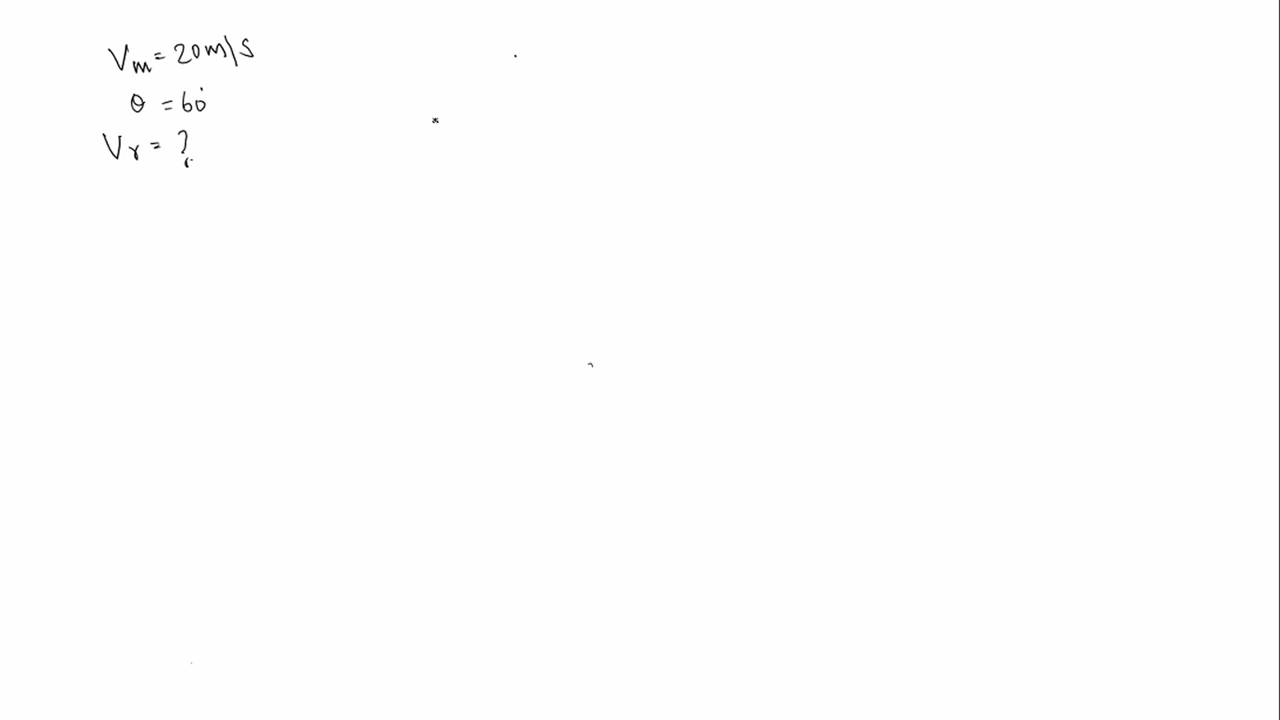 Vm = 20m/s
θ = 60°
Vr = ?